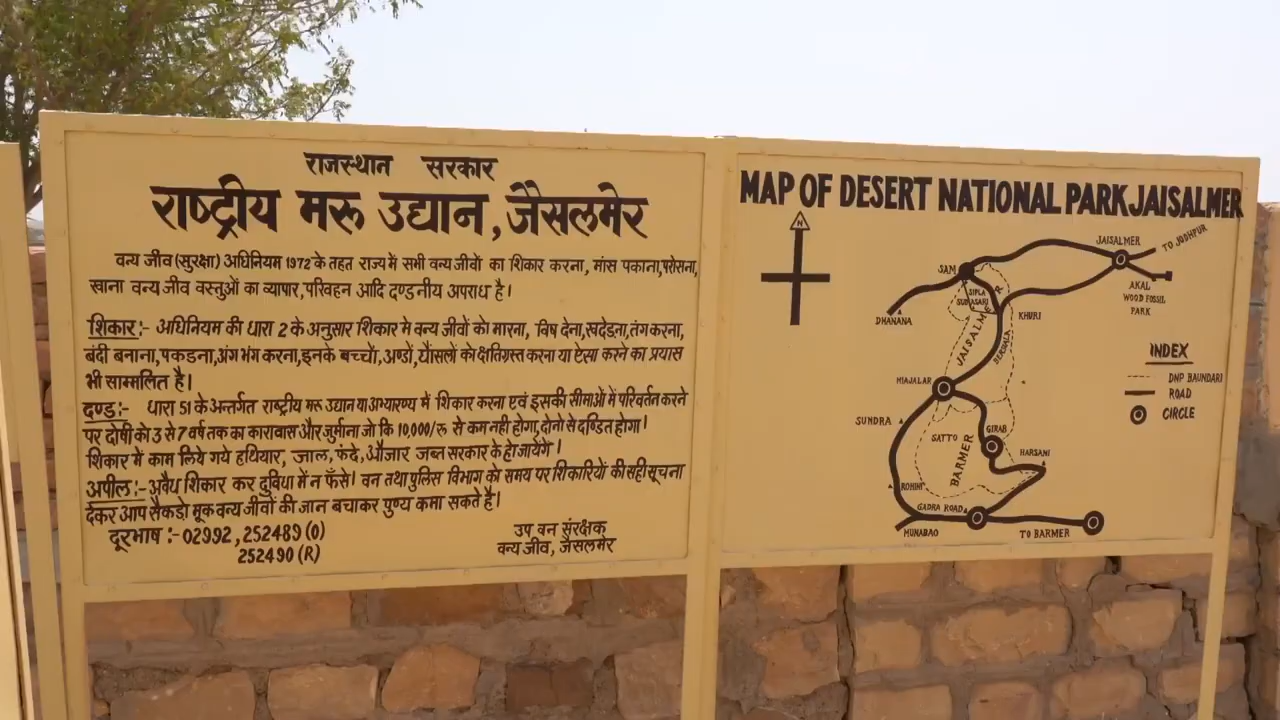 राजस्थान सरकार
राष्ट्रीय मरू उद्यान, जैसलमेर
वन्य जीव (सुरक्षा) अधिनियम 1972 के तहत राज्य में सभी वन्य जीवों का शिकार करना, मांस पकाना, परोसना,
खाना वन्य जीव वस्तुओं का व्यापार, परिवहन आदि दण्डनीय अपराध है।
शिकार:- अधिनियम की धारा 2 के अनुसार शिकार मे वन्य जीवों को मारना, विष देना, खदेड़ना, तंग करना,
बंदी बनाना, पकडना, अंग भंग करना, इनके बच्चों, अण्डों, घौंसलों को क्षतिग्रस्त करना या ऐसा करने का प्रयास
भी सम्मलित है।
दण्ड:- धारा 51 के अन्तर्गत राष्ट्रीय मरू उद्यान या अभ्यारण्य में शिकार करना एवं इसकी सीमाओं में परिवर्तन करने
पर दोषी को 3 से 7 वर्ष तक का कारावास और जुर्माना जो कि 10,000/रू से कम नही होगा, दोनो से दण्डित होगा।
शिकार में काम लिये गये हथियार, जाल, फंदे, औजार जब्त सरकार के हो जायेंगे।
अपील:- अवैध शिकार कर दुविधा में न फँसे। वन तथा पुलिस विभाग को समय पर शिकारियों की सही सूचना
देकर आप सैकडो मूक वन्य जीवों की जान बचाकर पुण्य कमा सकते है।
दूरभाष :- 02992, 252489 (O)
252490 (R)
उप वन संरक्षक
वन्य जीव, जैसलमेर
MAP OF DESERT NATIONAL PARK JAISALMER
N
JAISALMER
TO JODHPUR
SAM
AKAL
WOOD FOSSIL
PARK
SIPLA
SUDASARI
DHANANA
KHURI
JAISALMER
INDEX
DNP BAUNDARI
ROAD
CIRCLE
MIAJALAR
SUNDRA
SATTO
GIRAB
BARMER
HARSANI
ROHIRI
GADRA ROAD
MUNABAO
TO BARMER